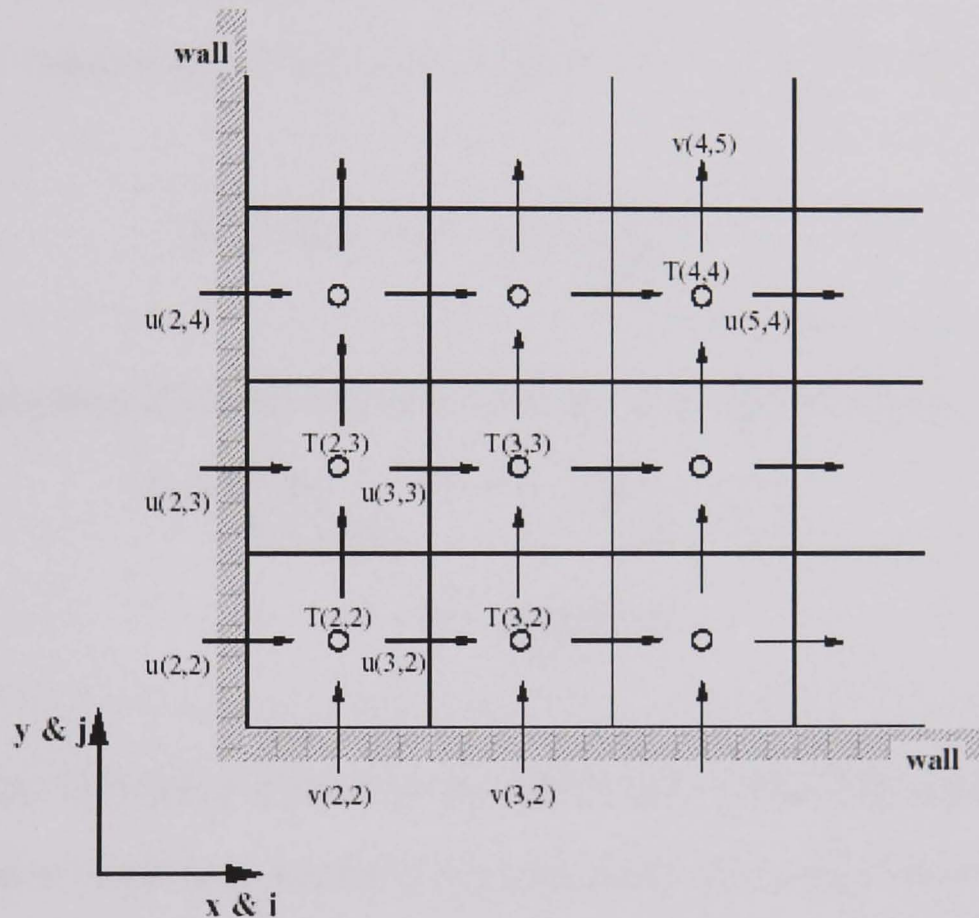 wall
v(4,5)
T(4,4)
u(2,4)
u(5,4)
T(2,3)
T(3,3)
u(2,3)
u(3,3)
T(2,2)
T(3,2)
u(2,2)
u(3,2)
y & j
wall
v(2,2)
v(3,2)
x & i